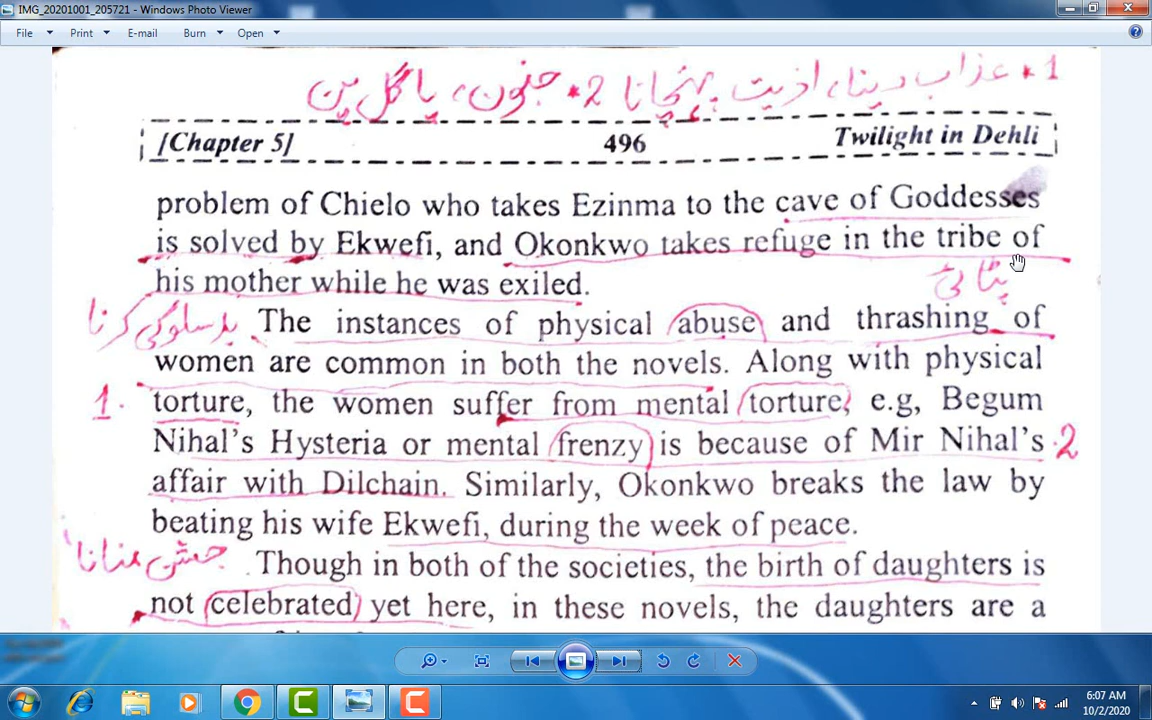 IMG_20201001_205721 - Windows Photo Viewer
File Print E-mail Burn Open
1* عذاب دینا، اذیت پہنچانا 2* جنون، پاگل پن
[Chapter 5] 496 Twilight in Dehli
problem of Chielo who takes Ezinma to the cave of Goddesses
is solved by Ekwefi, and Okonkwo takes refuge in the tribe of
his mother while he was exiled.
پٹائی
بدسلوکی کرنا
The instances of physical abuse and thrashing of
women are common in both the novels. Along with physical
1. torture, the women suffer from mental torture, e.g, Begum
Nihal's Hysteria or mental frenzy is because of Mir Nihal's .2
affair with Dilchain. Similarly, Okonkwo breaks the law by
beating his wife Ekwefi, during the week of peace.
جشن منانا
Though in both of the societies, the birth of daughters is
not celebrated yet here, in these novels, the daughters are a
6:07 AM
10/2/2020